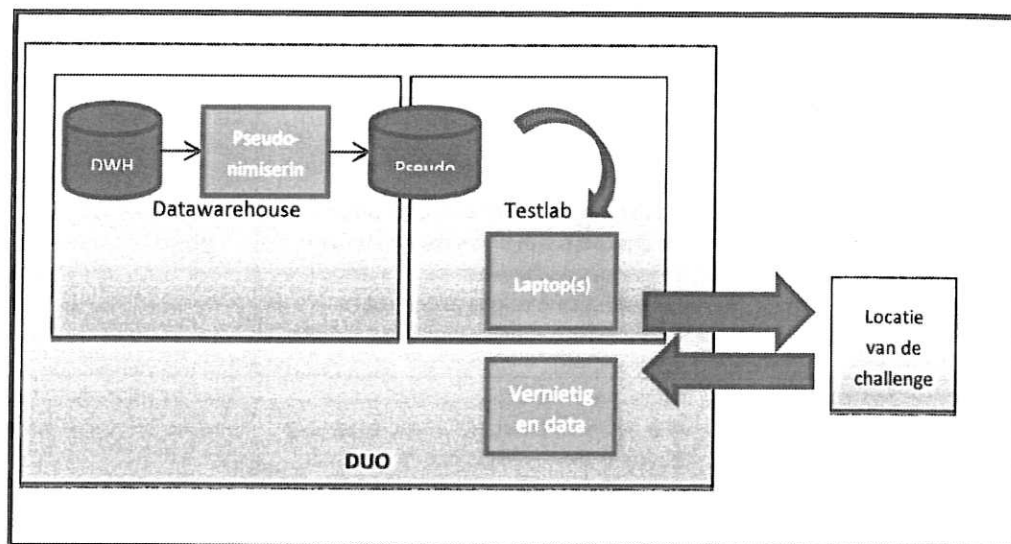 DWH
Pseudo-
nimiserin
Pseudo
Datawarehouse
Testlab
Laptop(s)
Vernietig
en data
DUO
Locatie
van de
challenge